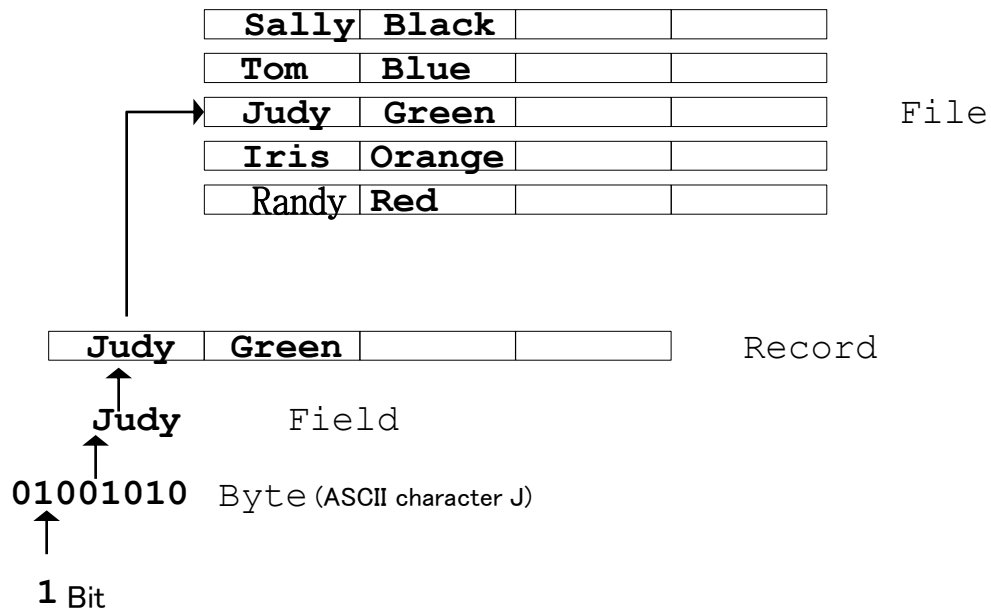 Sally Black
Tom Blue
Judy Green File
Iris Orange
Randy Red
Judy Green Record
Judy Field
01001010 Byte (ASCII character J)
1 Bit